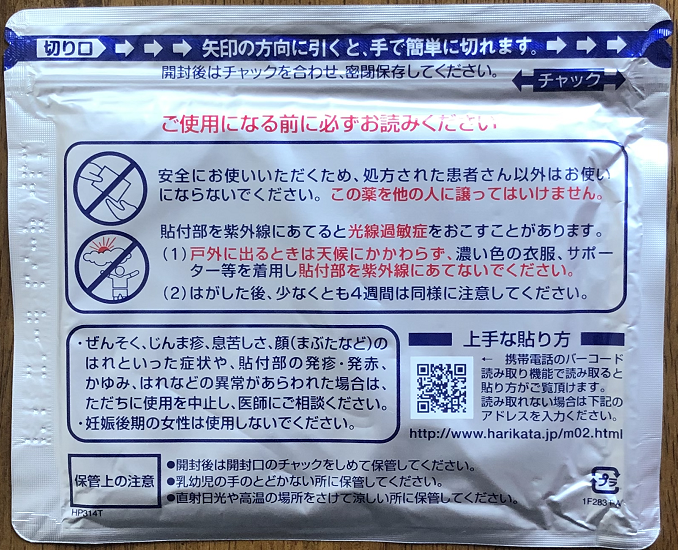 切り口 矢印の方向に引くと、手で簡単に切れます。
開封後はチャックを合わせ、密閉保存してください。
チャック
ご使用になる前に必ずお読みください
安全にお使いいただくため、処方された患者さん以外はお使い
にならないでください。この薬を他の人に譲ってはいけません。
貼付部を紫外線にあてると光線過敏症をおこすことがあります。
(1)戸外に出るときは天候にかかわらず、濃い色の衣服、サポー
ター等を着用し貼付部を紫外線にあてないでください。
(2)はがした後、少なくとも4週間は同様に注意してください。
・ぜんそく、じんま疹、息苦しさ、顔(まぶたなど)の
はれといった症状や、貼付部の発疹・発赤、
かゆみ、はれなどの異常があらわれた場合は、
ただちに使用を中止し、医師にご相談ください。
・妊娠後期の女性は使用しないでください。
上手な貼り方
← 携帯電話のバーコード
読み取り機能で読み取ると
貼り方がご覧頂けます。
読み取れない場合は下記の
アドレスを入力ください。
http://www.harikata.jp/m02.html
保管上の注意
●開封後は開封口のチャックをしめて保管してください。
●乳幼児の手のとどかない所に保管してください。
●直射日光や高温の場所をさけて涼しい所に保管してください。
HP314T
プラ